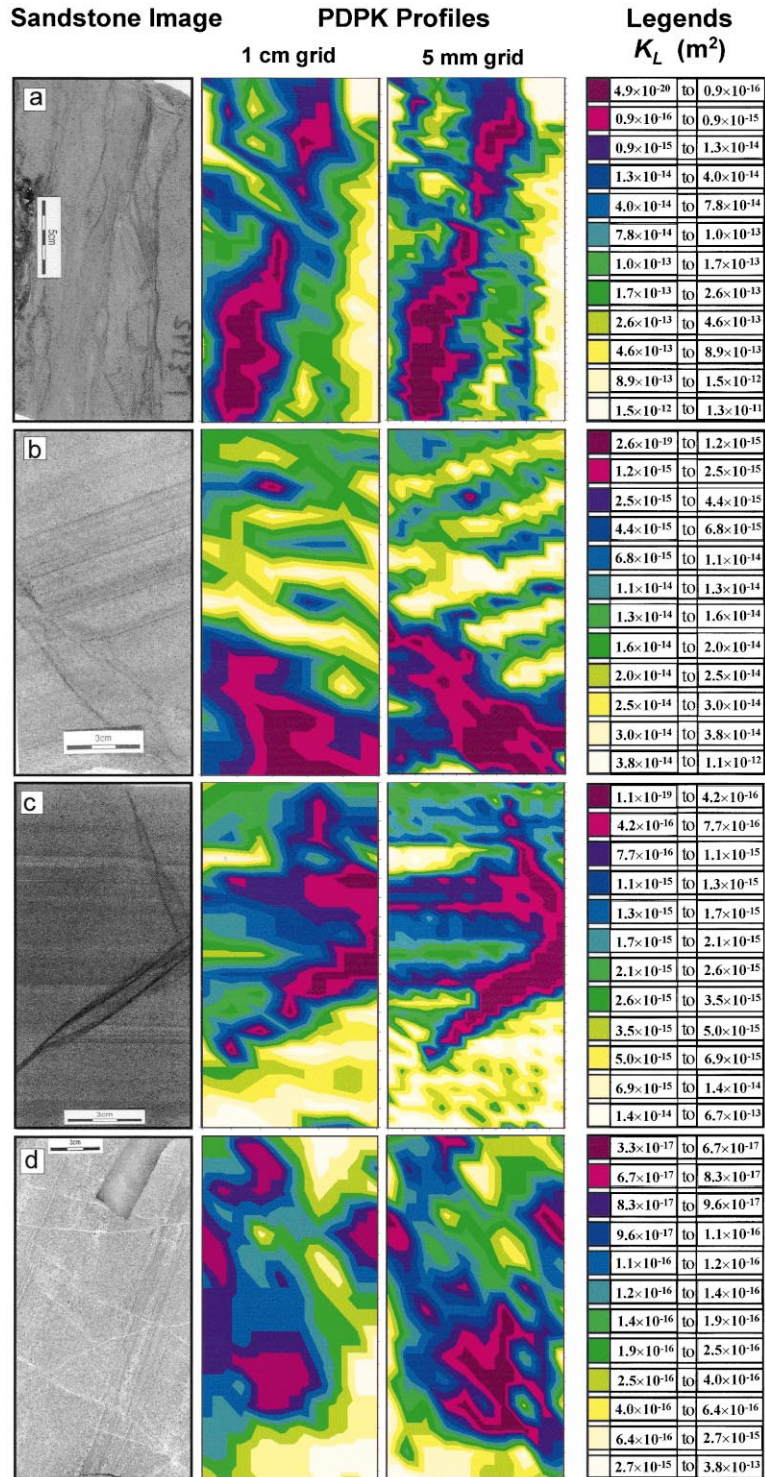 Sandstone Image PDPK Profiles Legends
1 cm grid 5 mm grid K_L (m²)
a
5cm
4.9×10⁻²⁰ to 0.9×10⁻¹⁶
0.9×10⁻¹⁶ to 0.9×10⁻¹⁵
0.9×10⁻¹⁵ to 1.3×10⁻¹⁴
1.3×10⁻¹⁴ to 4.0×10⁻¹⁴
4.0×10⁻¹⁴ to 7.8×10⁻¹⁴
7.8×10⁻¹⁴ to 1.0×10⁻¹³
1.0×10⁻¹³ to 1.7×10⁻¹³
1.7×10⁻¹³ to 2.6×10⁻¹³
2.6×10⁻¹³ to 4.6×10⁻¹³
4.6×10⁻¹³ to 8.9×10⁻¹³
8.9×10⁻¹³ to 1.5×10⁻¹²
1.5×10⁻¹² to 1.3×10⁻¹¹
b
3cm
2.6×10⁻¹⁹ to 1.2×10⁻¹⁵
1.2×10⁻¹⁵ to 2.5×10⁻¹⁵
2.5×10⁻¹⁵ to 4.4×10⁻¹⁵
4.4×10⁻¹⁵ to 6.8×10⁻¹⁵
6.8×10⁻¹⁵ to 1.1×10⁻¹⁴
1.1×10⁻¹⁴ to 1.3×10⁻¹⁴
1.3×10⁻¹⁴ to 1.6×10⁻¹⁴
1.6×10⁻¹⁴ to 2.0×10⁻¹⁴
2.0×10⁻¹⁴ to 2.5×10⁻¹⁴
2.5×10⁻¹⁴ to 3.0×10⁻¹⁴
3.0×10⁻¹⁴ to 3.8×10⁻¹⁴
3.8×10⁻¹⁴ to 1.1×10⁻¹²
c
3cm
1.1×10⁻¹⁹ to 4.2×10⁻¹⁶
4.2×10⁻¹⁶ to 7.7×10⁻¹⁶
7.7×10⁻¹⁶ to 1.1×10⁻¹⁵
1.1×10⁻¹⁵ to 1.3×10⁻¹⁵
1.3×10⁻¹⁵ to 1.7×10⁻¹⁵
1.7×10⁻¹⁵ to 2.1×10⁻¹⁵
2.1×10⁻¹⁵ to 2.6×10⁻¹⁵
2.6×10⁻¹⁵ to 3.5×10⁻¹⁵
3.5×10⁻¹⁵ to 5.0×10⁻¹⁵
5.0×10⁻¹⁵ to 6.9×10⁻¹⁵
6.9×10⁻¹⁵ to 1.4×10⁻¹⁴
1.4×10⁻¹⁴ to 6.7×10⁻¹³
d
3.3×10⁻¹⁷ to 6.7×10⁻¹⁷
6.7×10⁻¹⁷ to 8.3×10⁻¹⁷
8.3×10⁻¹⁷ to 9.6×10⁻¹⁷
9.6×10⁻¹⁷ to 1.1×10⁻¹⁶
1.1×10⁻¹⁶ to 1.2×10⁻¹⁶
1.2×10⁻¹⁶ to 1.4×10⁻¹⁶
1.4×10⁻¹⁶ to 1.9×10⁻¹⁶
1.9×10⁻¹⁶ to 2.5×10⁻¹⁶
2.5×10⁻¹⁶ to 4.0×10⁻¹⁶
4.0×10⁻¹⁶ to 6.4×10⁻¹⁶
6.4×10⁻¹⁶ to 2.7×10⁻¹⁵
2.7×10⁻¹⁵ to 3.8×10⁻¹³